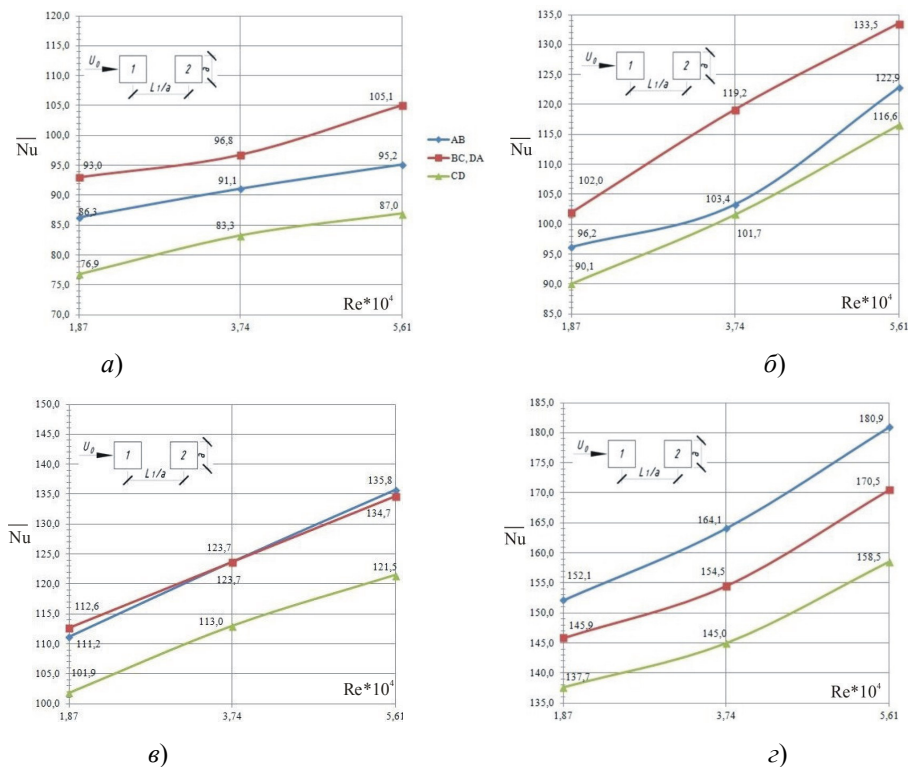 120,0
115,0
110,0
105,0
100,0
95,0
90,0
85,0
80,0
75,0
70,0
Nu
U₀ 1 2 a
L₁/a
93,0 96,8 105,1
86,3 91,1 95,2
76,9 83,3 87,0
Re*10⁴
1,87 3,74 5,61
AB
BC, DA
CD
а)
135,0
130,0
125,0
120,0
115,0
110,0
105,0
100,0
95,0
90,0
85,0
Nu
U₀ 1 2 a
L₁/a
102,0 119,2 133,5
96,2 103,4 122,9
90,1 101,7 116,6
Re*10⁴
1,87 3,74 5,61
б)
150,0
145,0
140,0
135,0
130,0
125,0
120,0
115,0
110,0
105,0
100,0
Nu
U₀ 1 2 a
L₁/a
112,6 123,7 135,8
111,2 123,7 134,7
101,9 113,0 121,5
Re*10⁴
1,87 3,74 5,61
в)
185,0
180,0
175,0
170,0
165,0
160,0
155,0
150,0
145,0
140,0
135,0
Nu
U₀ 1 2 a
L₁/a
152,1 164,1 180,9
145,9 154,5 170,5
137,7 145,0 158,5
Re*10⁴
1,87 3,74 5,61
г)